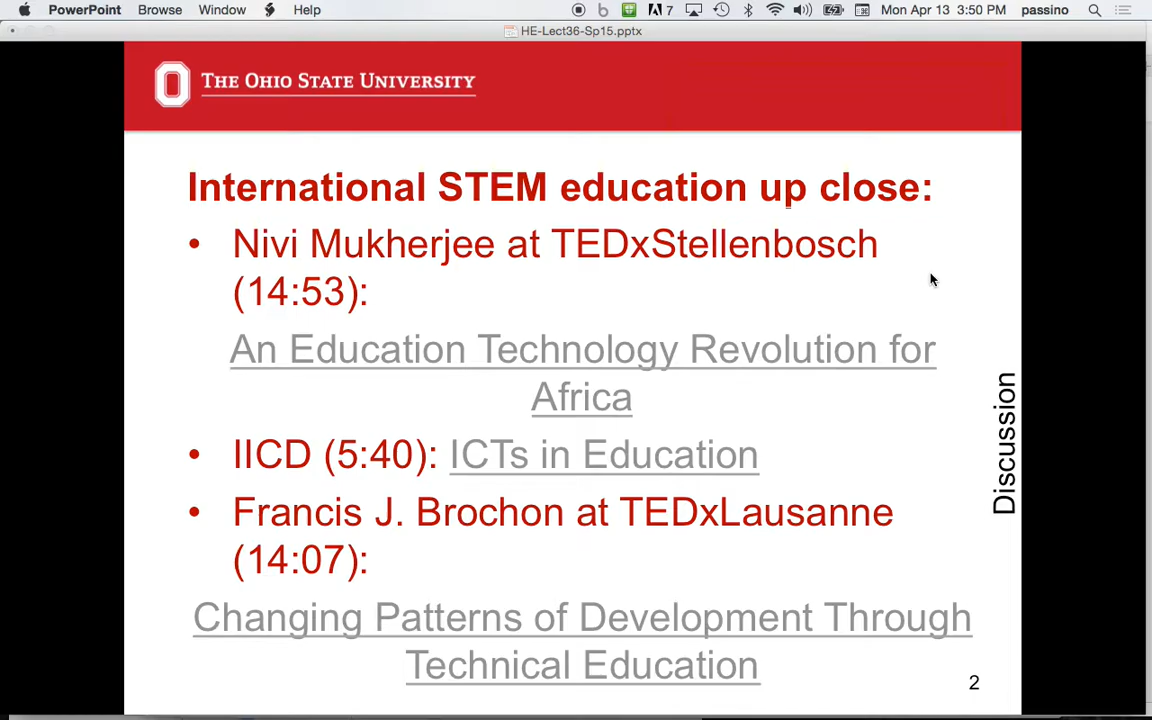 PowerPoint Browse Window Help 7 Mon Apr 13 3:50 PM passino
HE-Lect36-Sp15.pptx
THE OHIO STATE UNIVERSITY
International STEM education up close:
• Nivi Mukherjee at TEDxStellenbosch
(14:53):
An Education Technology Revolution for
Africa
• IICD (5:40): ICTs in Education
• Francis J. Brochon at TEDxLausanne
(14:07):
Changing Patterns of Development Through
Technical Education
Discussion
2